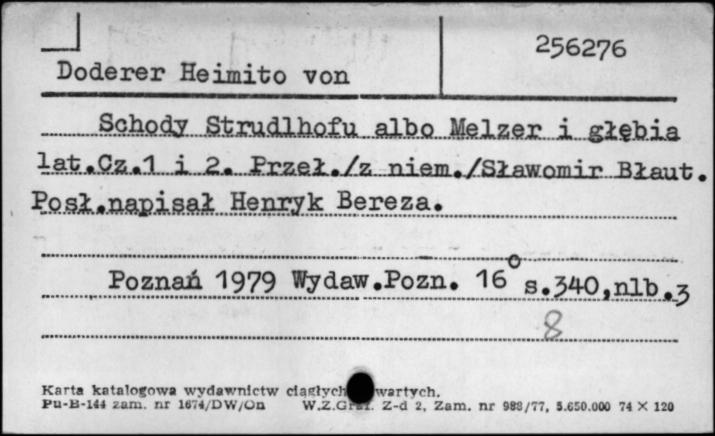 256276
Doderer Heimito von
Schody Strudlhofu albo Melzer i głębia
lat.Cz.1 i 2. Przeł./z niem./Sławomir Błaut.
Posł.napisał Henryk Bereza.
Poznań 1979 Wydaw.Pozn. 16° s.340,nlb.3
8
Karta katalogowa wydawnictw ciągłych wartych.
Pu-B-144 zam. nr 1674/DW/On W.Z.Graf. Z-d 2, Zam. nr 988/77, 5.650.000 74 X 120